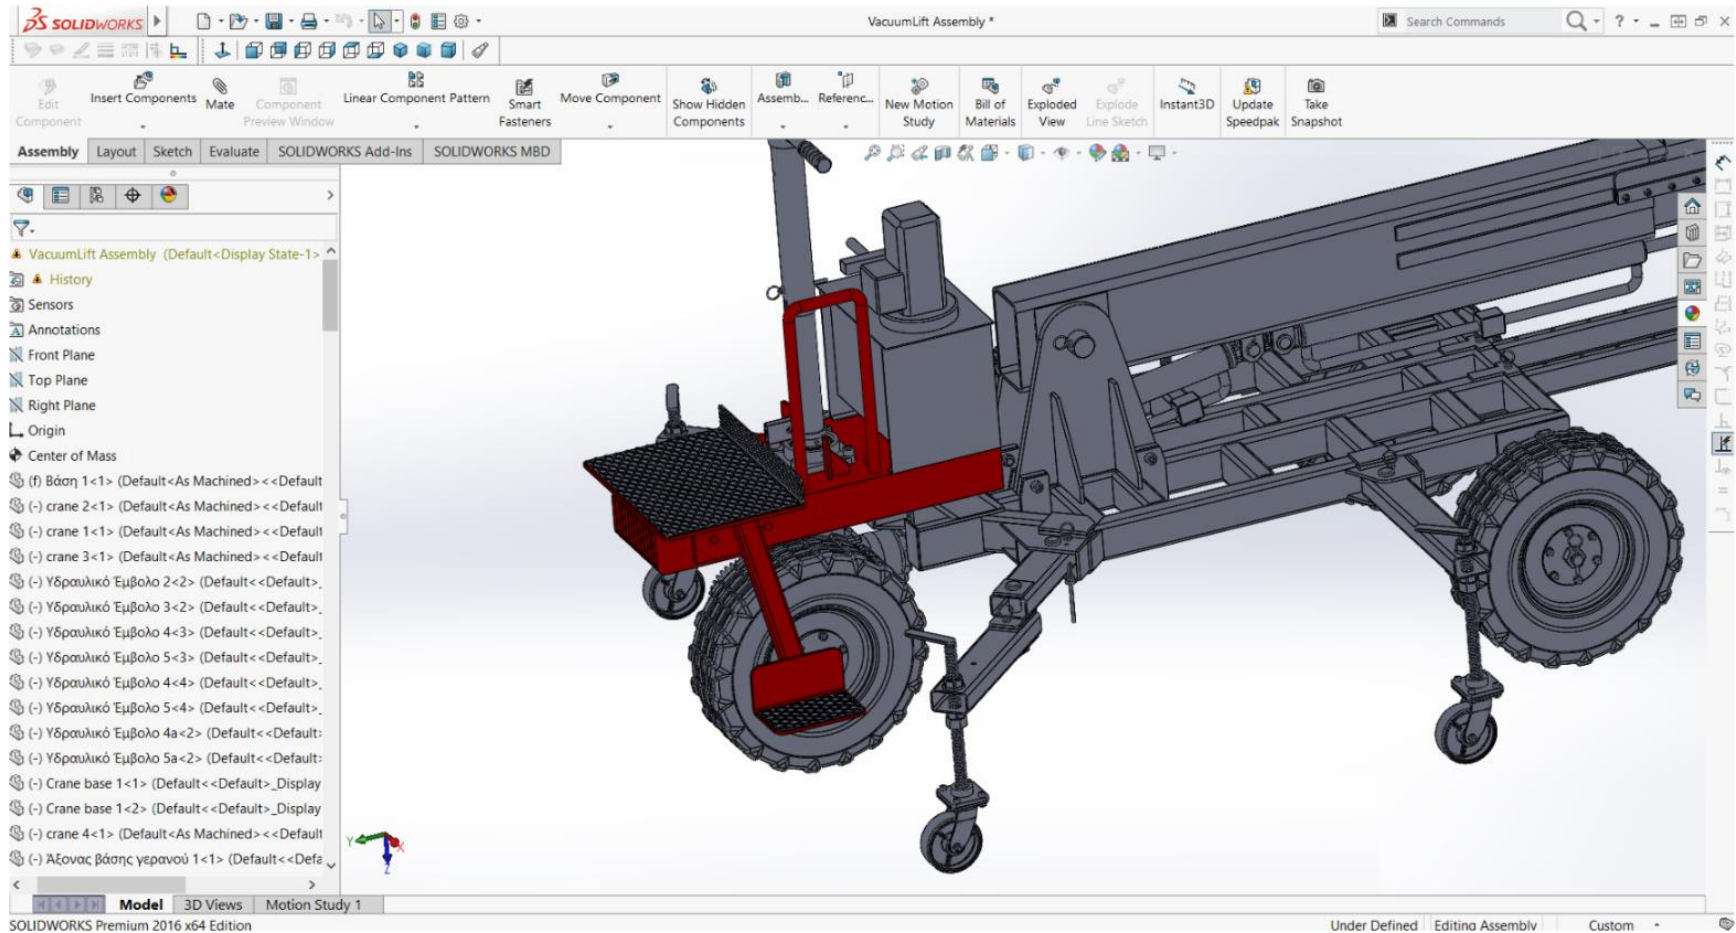 SOLIDWORKS
VacuumLift Assembly *
Search Commands
?
Edit Component
Insert Components
Mate
Component Preview Window
Linear Component Pattern
Smart Fasteners
Move Component
Show Hidden Components
Assemb...
Referenc...
New Motion Study
Bill of Materials
Exploded View
Explode Line Sketch
Instant3D
Update Speedpak
Take Snapshot
Assembly Layout Sketch Evaluate SOLIDWORKS Add-Ins SOLIDWORKS MBD
VacuumLift Assembly (Default<Display State-1>
History
Sensors
Annotations
Front Plane
Top Plane
Right Plane
Origin
Center of Mass
(f) Βάση 1<1> (Default<As Machined><<Default
(-) crane 2<1> (Default<As Machined><<Default
(-) crane 1<1> (Default<As Machined><<Default
(-) crane 3<1> (Default<As Machined><<Default
(-) Υδραυλικό Έμβολο 2<2> (Default<<Default>_
(-) Υδραυλικό Έμβολο 3<2> (Default<<Default>_
(-) Υδραυλικό Έμβολο 4<3> (Default<<Default>_
(-) Υδραυλικό Έμβολο 5<3> (Default<<Default>_
(-) Υδραυλικό Έμβολο 4<4> (Default<<Default>_
(-) Υδραυλικό Έμβολο 5<4> (Default<<Default>_
(-) Υδραυλικό Έμβολο 4a<2> (Default<<Default>
(-) Υδραυλικό Έμβολο 5a<2> (Default<<Default>
(-) Crane base 1<1> (Default<<Default>_Display
(-) Crane base 1<2> (Default<<Default>_Display
(-) crane 4<1> (Default<As Machined><<Default
(-) Άξονας βάσης γερανού 1<1> (Default<<Defa
Y
X
Z
Model 3D Views Motion Study 1
SOLIDWORKS Premium 2016 x64 Edition
Under Defined Editing Assembly Custom